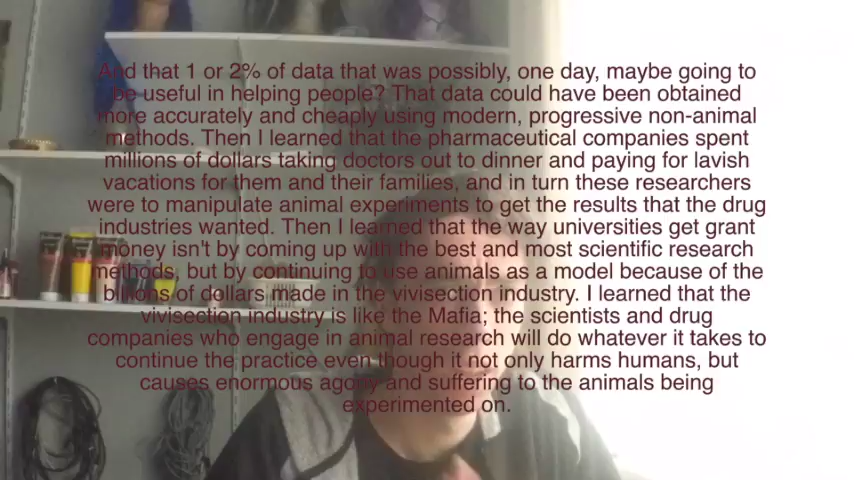 And that 1 or 2% of data that was possibly, one day, maybe going to
be useful in helping people? That data could have been obtained
more accurately and cheaply using modern, progressive non-animal
methods. Then I learned that the pharmaceutical companies spent
millions of dollars taking doctors out to dinner and paying for lavish
vacations for them and their families, and in turn these researchers
were to manipulate animal experiments to get the results that the drug
industries wanted. Then I learned that the way universities get grant
money isn't by coming up with the best and most scientific research
methods, but by continuing to use animals as a model because of the
billions of dollars made in the vivisection industry. I learned that the
vivisection industry is like the Mafia; the scientists and drug
companies who engage in animal research will do whatever it takes to
continue the practice even though it not only harms humans, but
causes enormous agony and suffering to the animals being
experimented on.